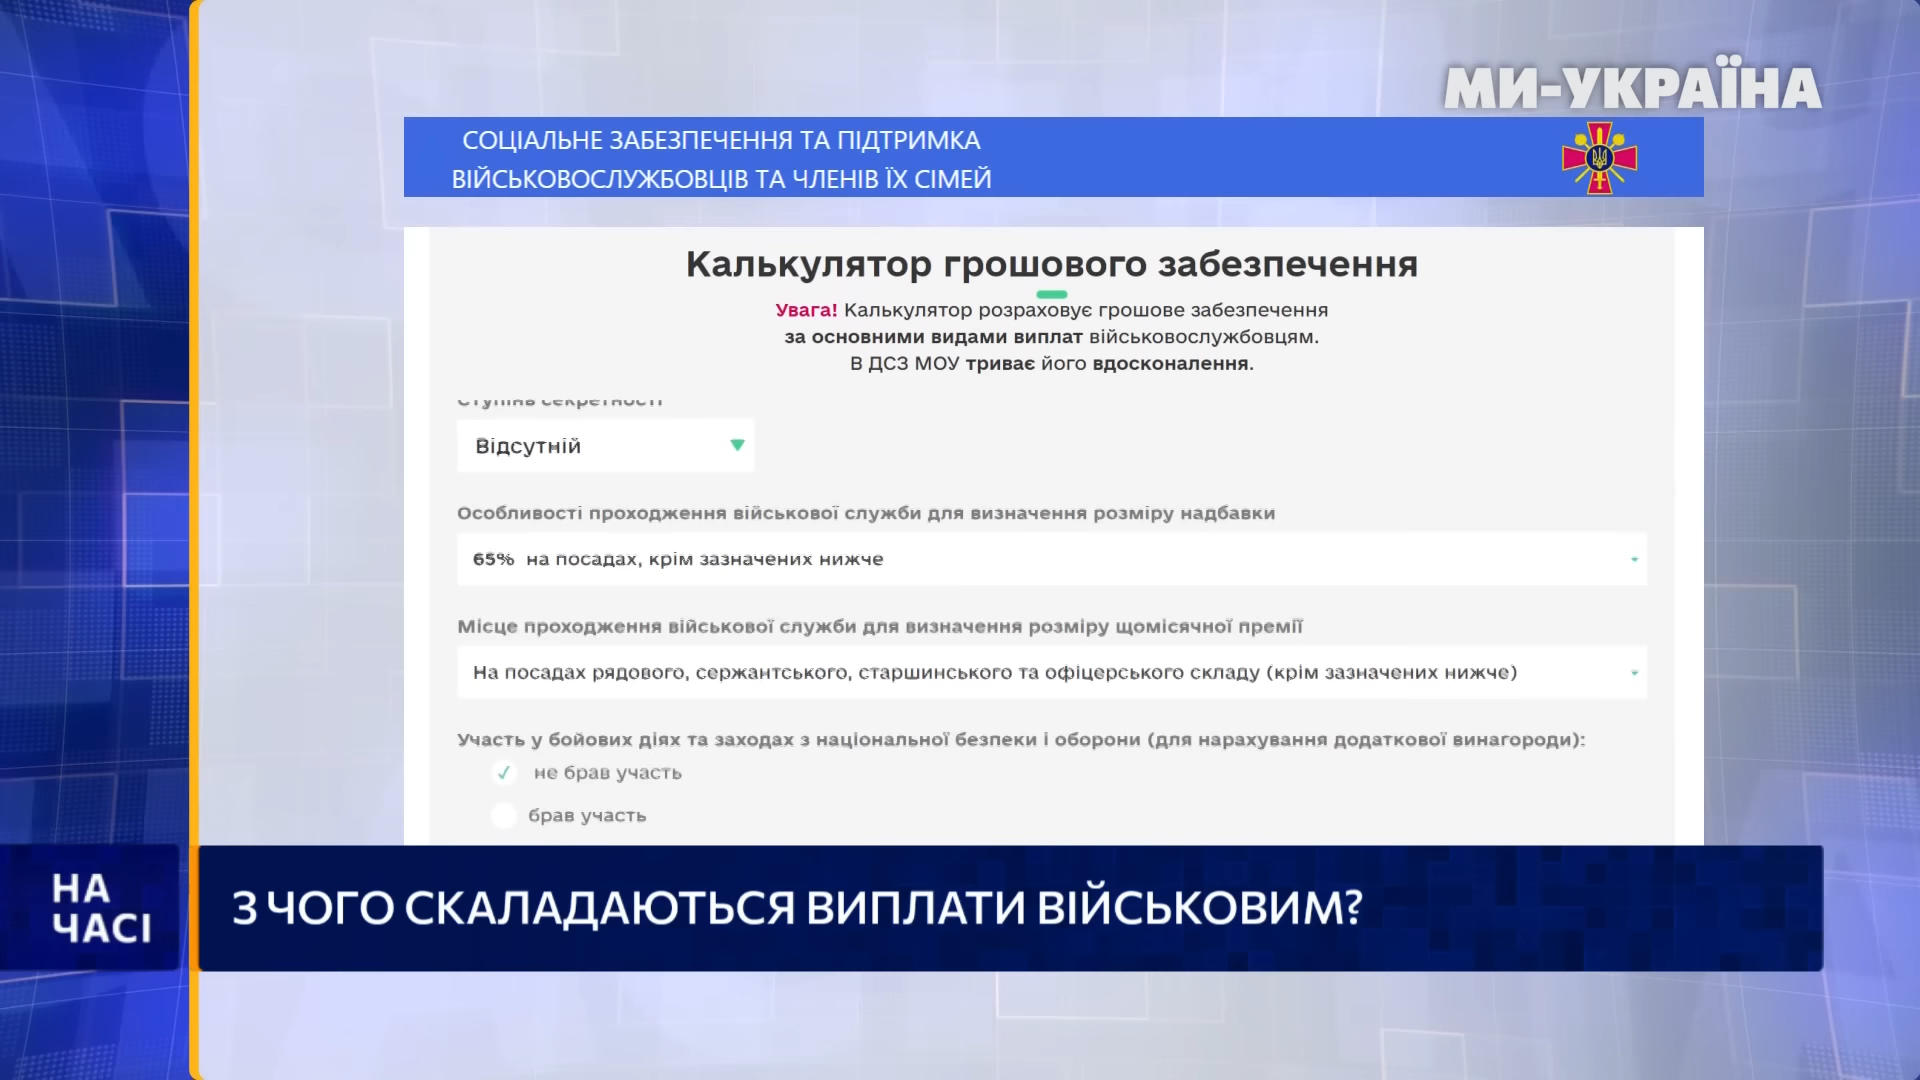 МИ-УКРАЇНА
СОЦІАЛЬНЕ ЗАБЕЗПЕЧЕННЯ ТА ПІДТРИМКА
ВІЙСЬКОВОСЛУЖБОВЦІВ ТА ЧЛЕНІВ ЇХ СІМЕЙ
Калькулятор грошового забезпечення
Увага! Калькулятор розраховує грошове забезпечення
за основними видами виплат військовослужбовцям.
В ДСЗ МОУ триває його вдосконалення.
Ступінь секретності
Відсутній
Особливості проходження військової служби для визначення розміру надбавки
65% на посадах, крім зазначених нижче
Місце проходження військової служби для визначення розміру щомісячної премії
На посадах рядового, сержантського, старшинського та офіцерського складу (крім зазначених нижче)
Участь у бойових діях та заходах з національної безпеки і оборони (для нарахування додаткової винагороди):
не брав участь
брав участь
НА
ЧАСІ
З ЧОГО СКАЛАДАЮТЬСЯ ВИПЛАТИ ВІЙСЬКОВИМ?